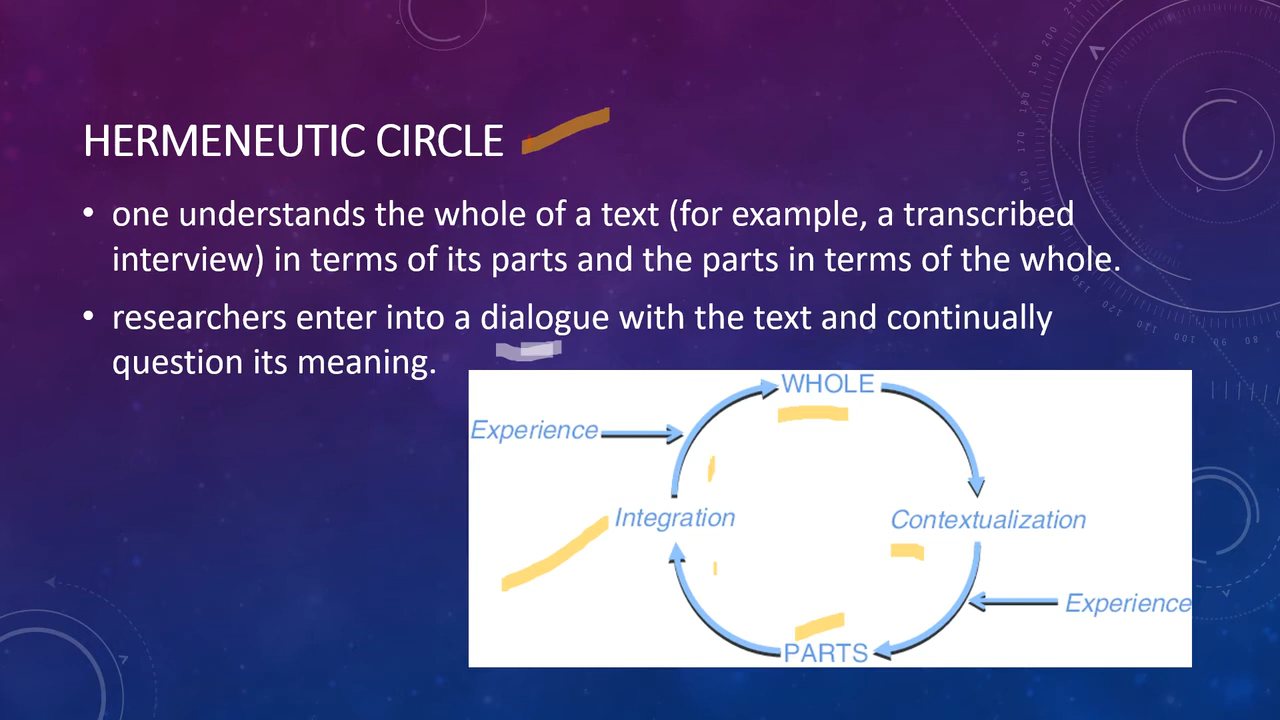 HERMENEUTIC CIRCLE
• one understands the whole of a text (for example, a transcribed
interview) in terms of its parts and the parts in terms of the whole.
• researchers enter into a dialogue with the text and continually
question its meaning.
WHOLE
Experience
Integration
Contextualization
Experience
PARTS